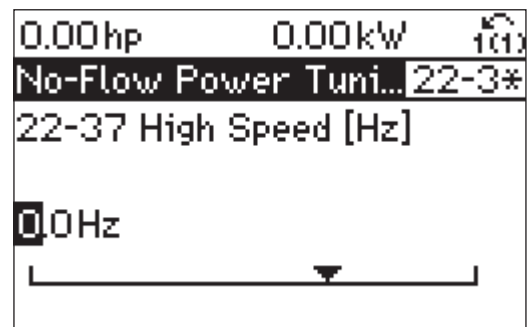 0.00hp 0.00kW 1(1)
No-Flow Power Tuni... 22-3*
22-37 High Speed [Hz]
0.0Hz